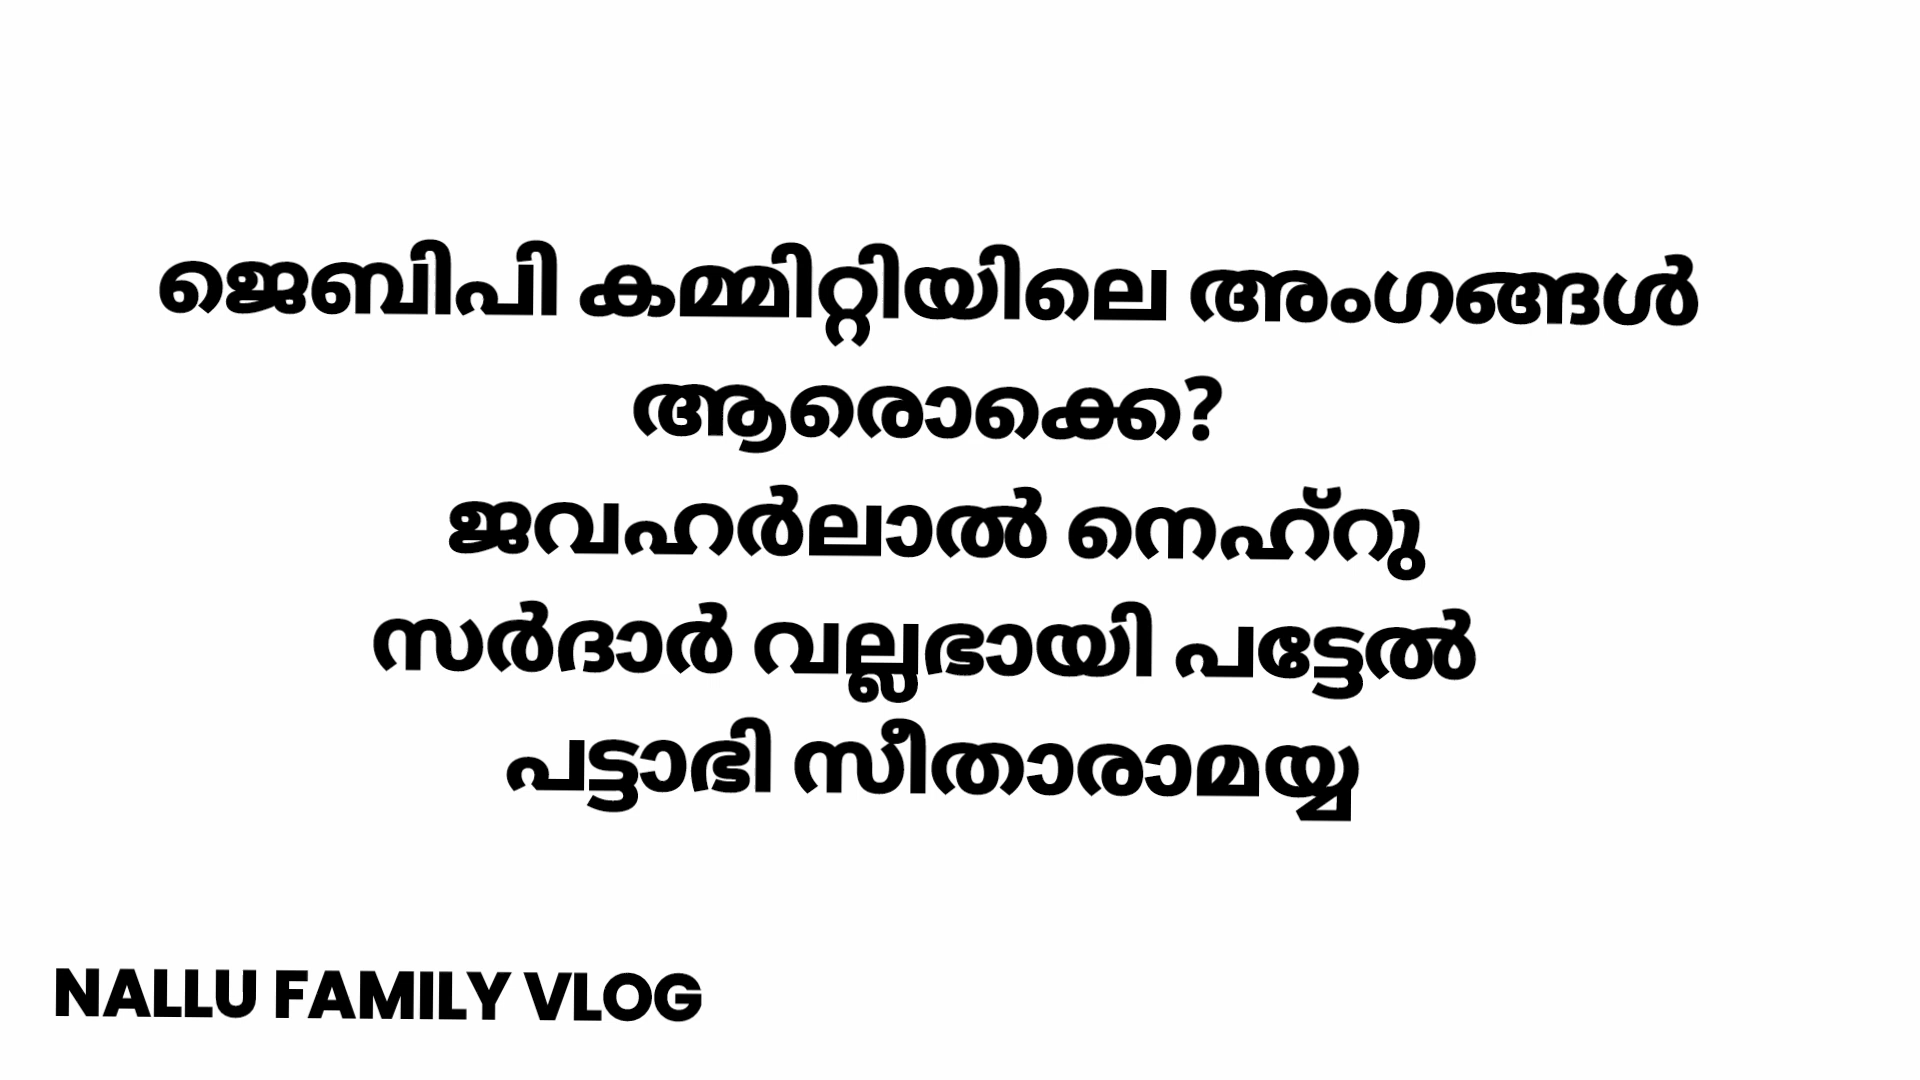 ജെബിപി കമ്മിറ്റിയിലെ അംഗങ്ങൾ
ആരൊക്കെ?
ജവഹർലാൽ നെഹ്റു
സർദാർ വല്ലഭായി പട്ടേൽ
പട്ടാഭി സീതാരാമയ്യ
NALLU FAMILY VLOG